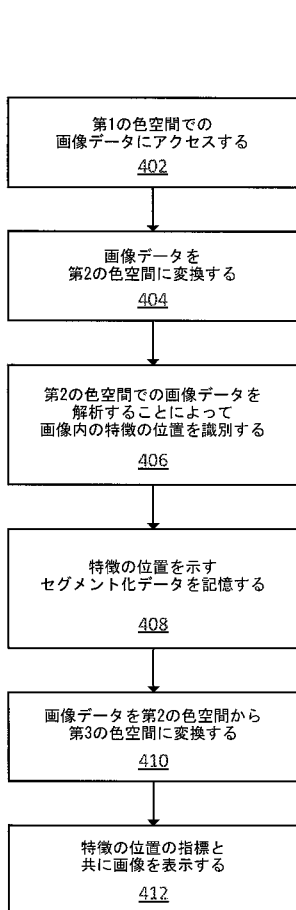 第1の色空間での
画像データにアクセスする
402
画像データを
第2の色空間に変換する
404
第2の色空間での画像データを
解析することによって
画像内の特徴の位置を識別する
406
特徴の位置を示す
セグメント化データを記憶する
408
画像データを第2の色空間から
第3の色空間に変換する
410
特徴の位置の指標と
共に画像を表示する
412